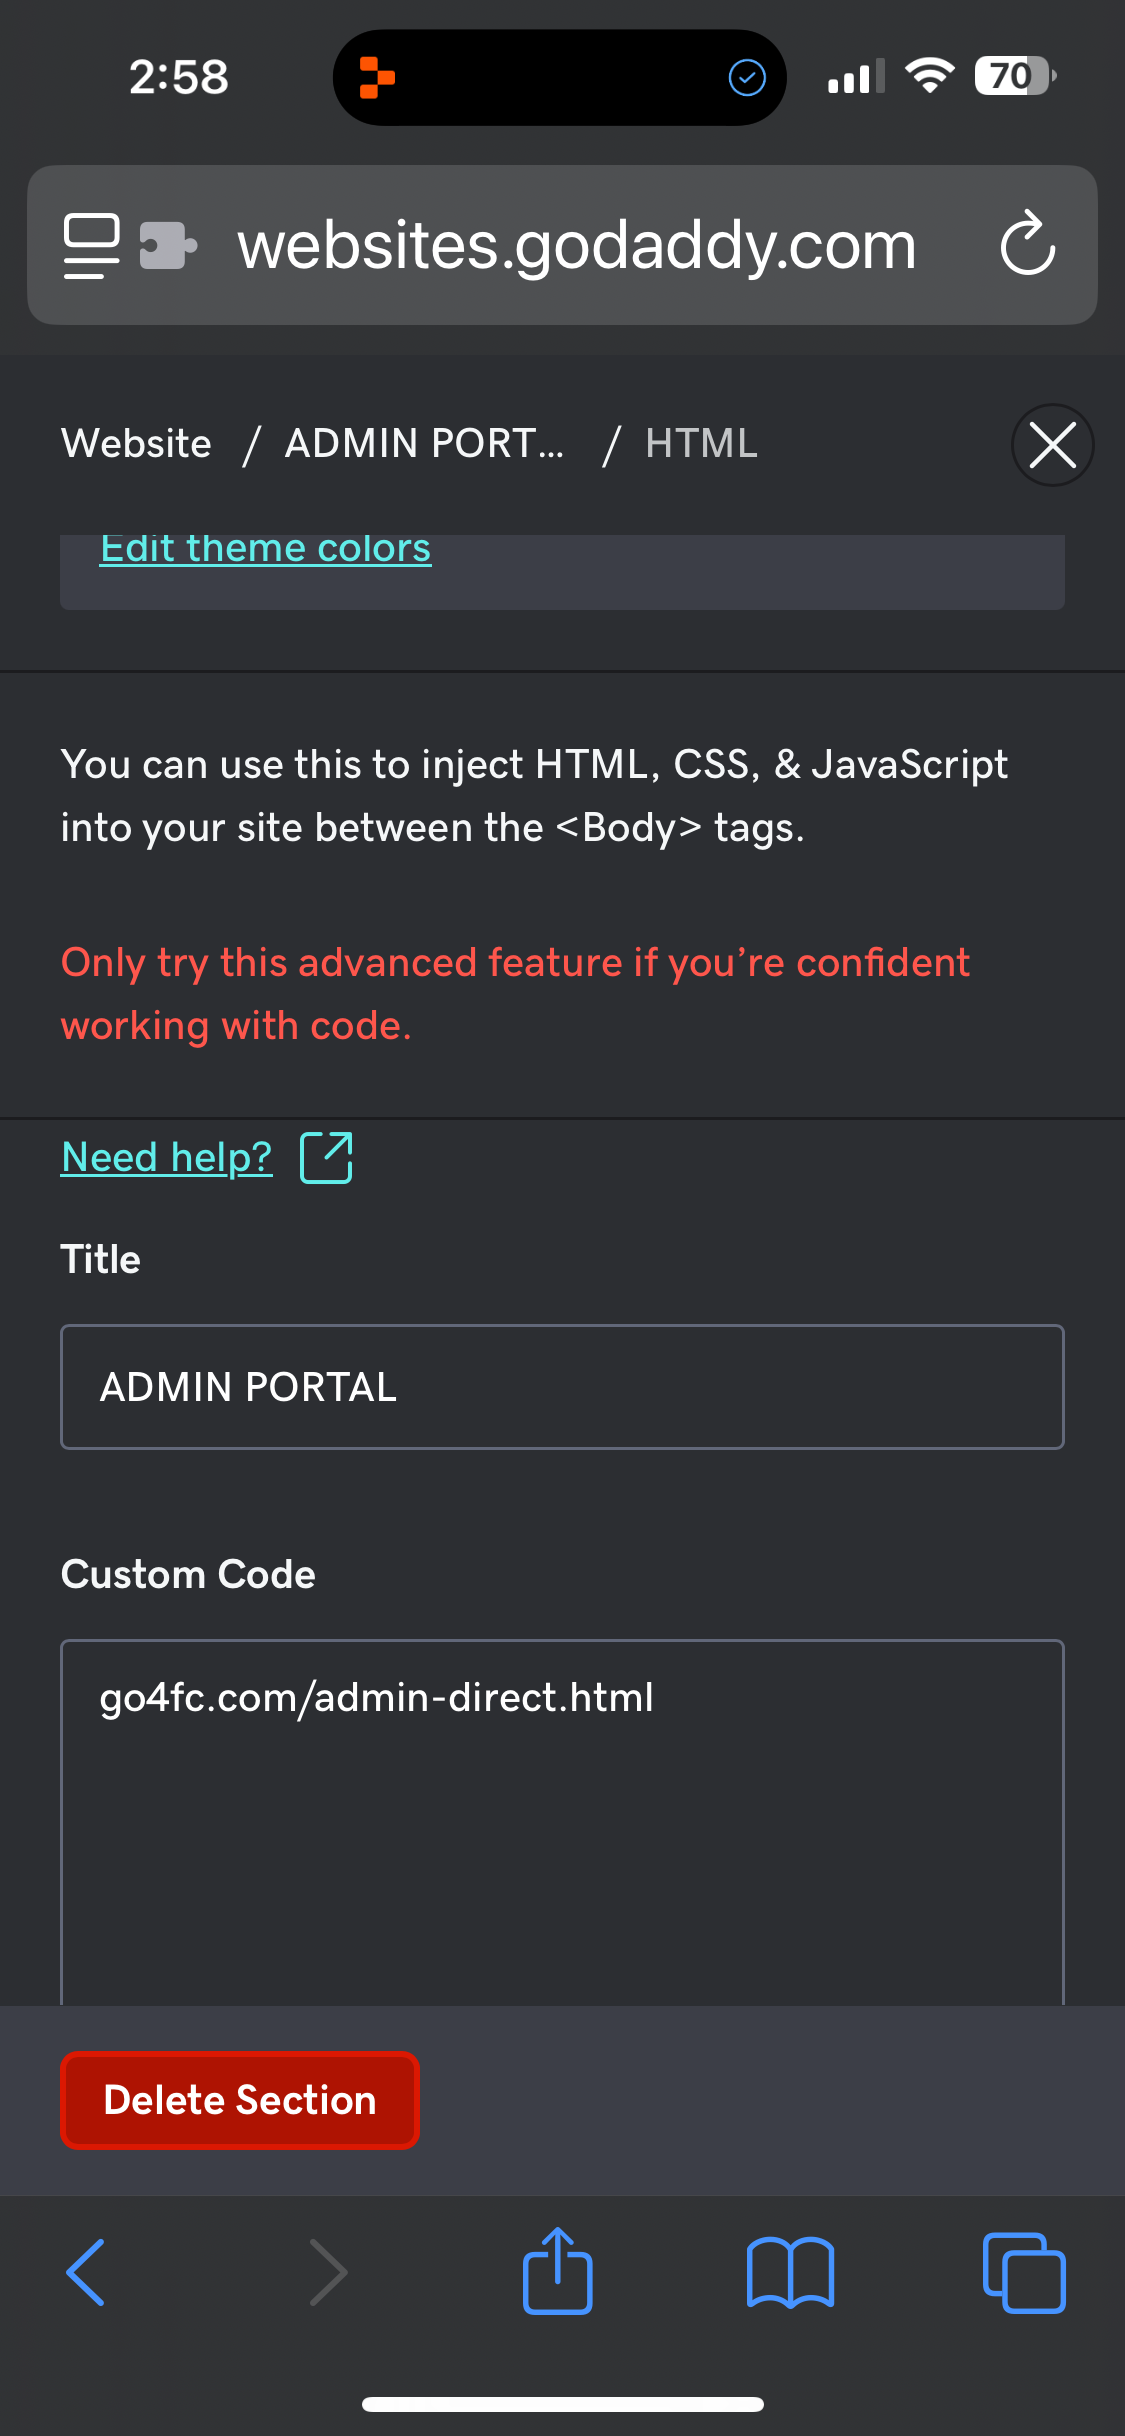 2:58
70
websites.godaddy.com
Website / ADMIN PORT... / HTML
Edit theme colors
You can use this to inject HTML, CSS, & JavaScript
into your site between the <Body> tags.
Only try this advanced feature if you’re confident
working with code.
Need help?
Title
ADMIN PORTAL
Custom Code
go4fc.com/admin-direct.html
Delete Section